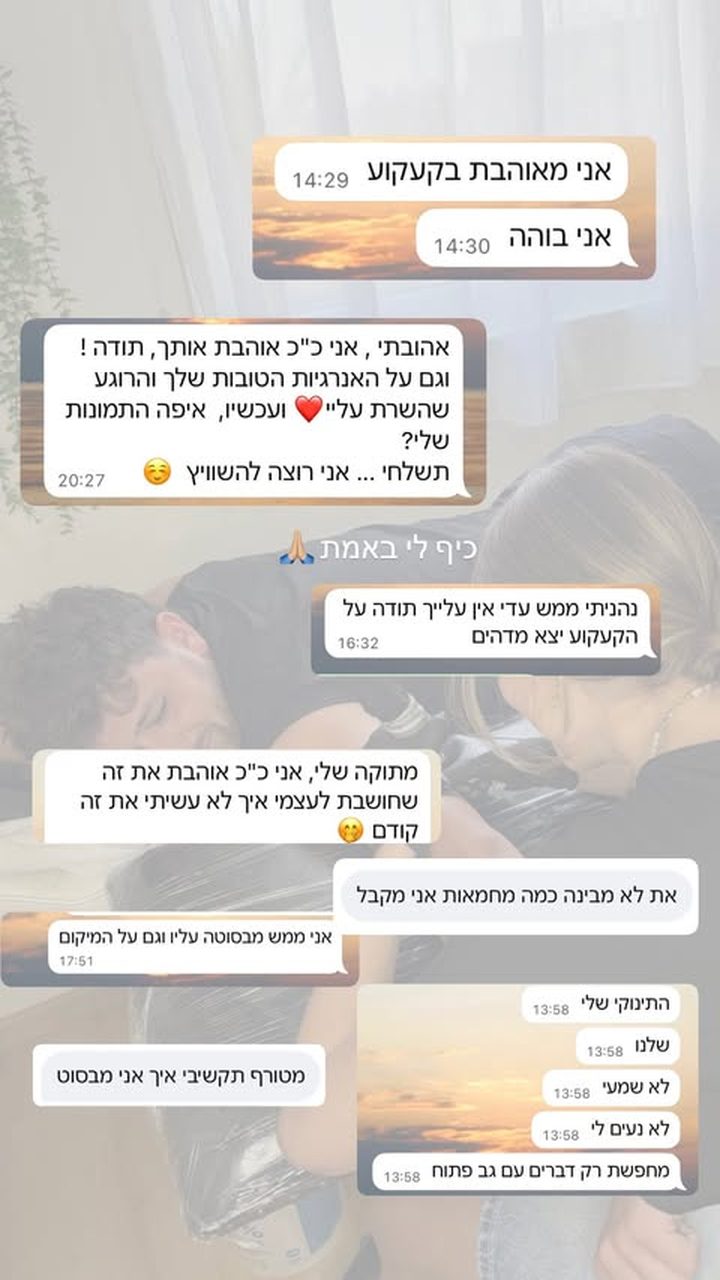 אני מאוהבת בקעקוע 14:29
אני בוהה 14:30
אהובתי , אני כ"כ אוהבת אותך, תודה !
וגם על האנרגיות הטובות שלך והרוגע
שהשרת עליי❤️ ועכשיו, איפה התמונות
שלי?
תשלחי ... אני רוצה להשוויץ ☺️ 20:27
כיף לי באמת 🙏🏼
נהניתי ממש עדי אין עלייך תודה על
הקעקוע יצא מדהים 16:32
מתוקה שלי, אני כ"כ אוהבת את זה
שחושבת לעצמי איך לא עשיתי את זה
קודם 🤭
את לא מבינה כמה מחמאות אני מקבל
אני ממש מבסוטה עליו וגם על המיקום
17:51
התינוקי שלי 13:58
שלנו 13:58
לא שמעי 13:58
לא נעים לי 13:58
מחפשת רק דברים עם גב פתוח 13:58
מטורף תקשיבי איך אני מבסוט